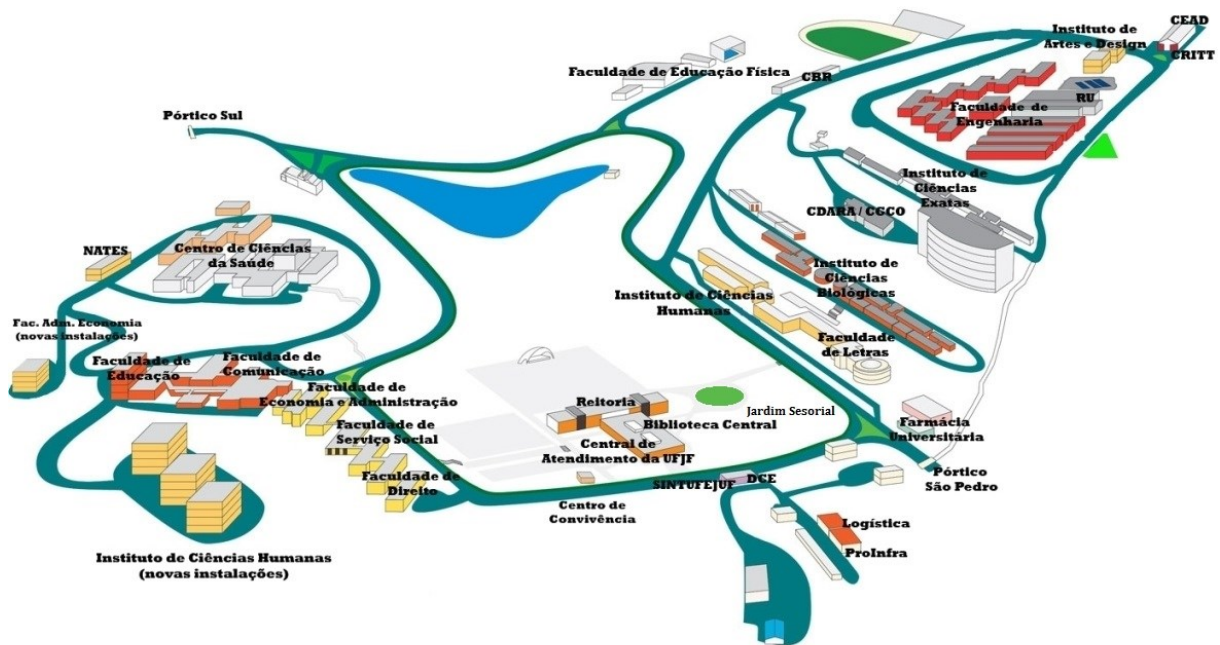 CEAD
Instituto de
Artes e Design
CRITT
Faculdade de Educação Física
CBR
RU
Faculdade de
Engenharia
Pórtico Sul
Instituto de
Ciências
Exatas
CDARA / CGCO
NATES
Centro de Ciências
da Saúde
Instituto de
Ciências
Biológicas
Instituto de Ciências
Humanas
Fac. Adm. Economia
(novas instalações)
Faculdade
de Letras
Faculdade de
Educação
Faculdade de
Comunicação
Faculdade de
Economia e Administração
Reitoria
Jardim Sesorial
Biblioteca Central
Faculdade de
Serviço Social
Farmácia
Universitária
Central de
Atendimento da UFJF
Pórtico
São Pedro
Faculdade de
Direito
SINTUFEJUF
DCE
Centro de
Convivência
Logística
ProInfra
Instituto de Ciências Humanas
(novas instalações)